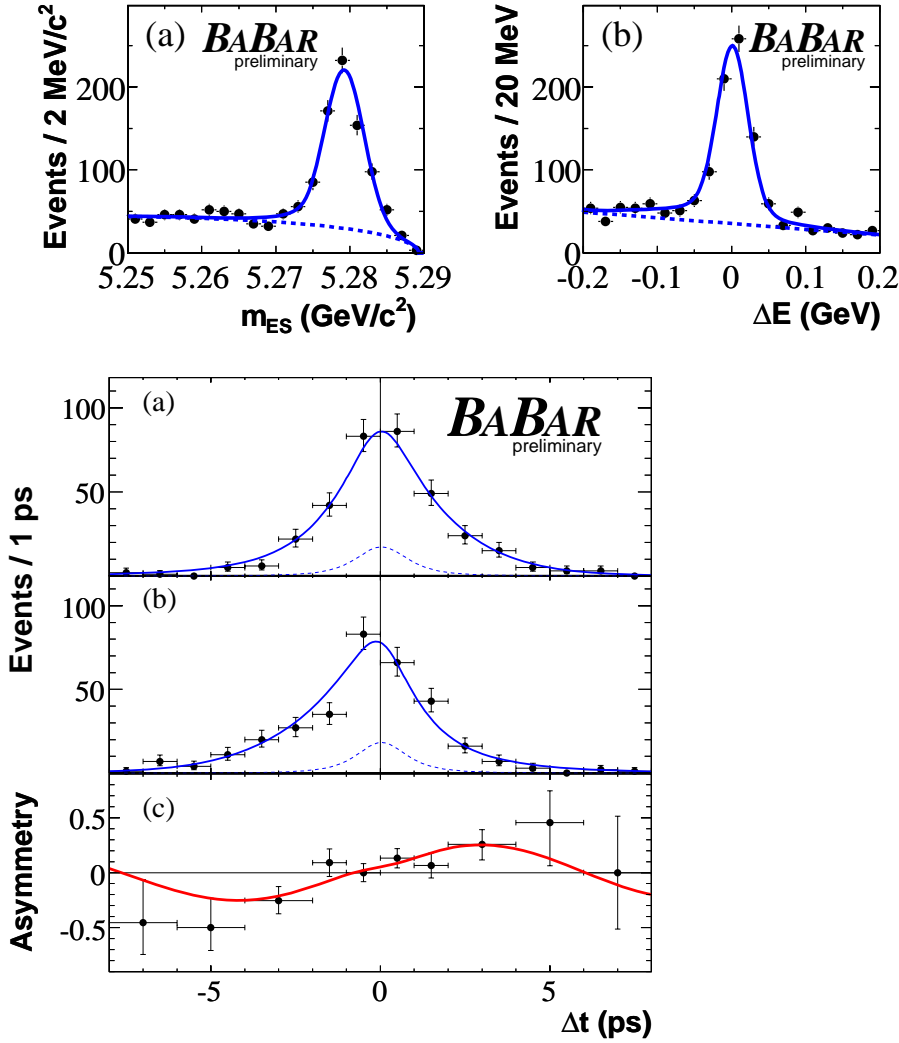 (a) BABAR
preliminary
Events / 2 MeV/c²
200
100
0
5.25 5.26 5.27 5.28 5.29
m_ES (GeV/c²)
(b) BABAR
preliminary
Events / 20 MeV
200
100
0
-0.2 -0.1 0 0.1 0.2
ΔE (GeV)
(a) BABAR
preliminary
100
50
Events / 1 ps
(b)
100
50
(c)
Asymmetry
0.5
0
-0.5
-5 0 5
Δt (ps)